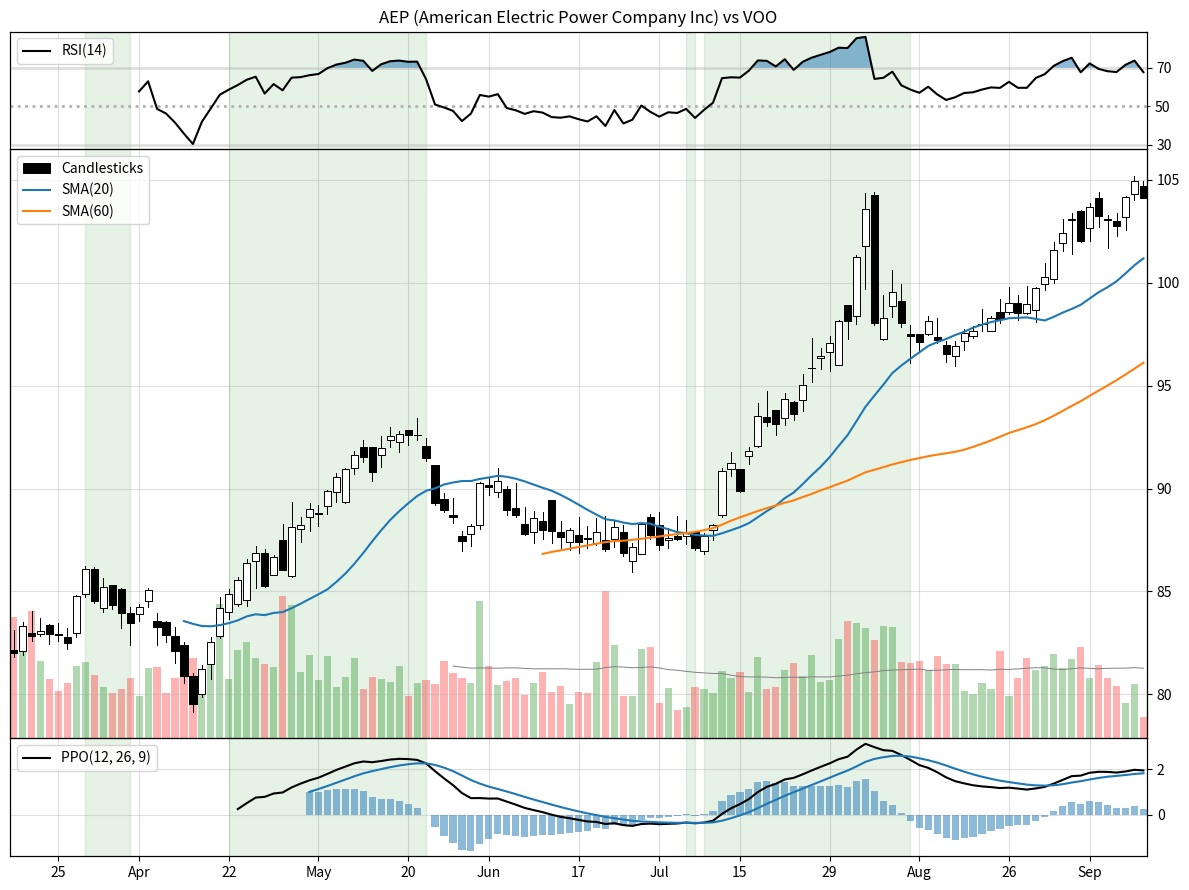 AEP (American Electric Power Company Inc) vs VOO
RSI(14)
70
50
30
Candlesticks
SMA(20)
SMA(60)
105
100
95
90
85
80
PPO(12, 26, 9)
2
0
25 Apr 22 May 20 Jun 17 Jul 15 29 Aug 26 Sep